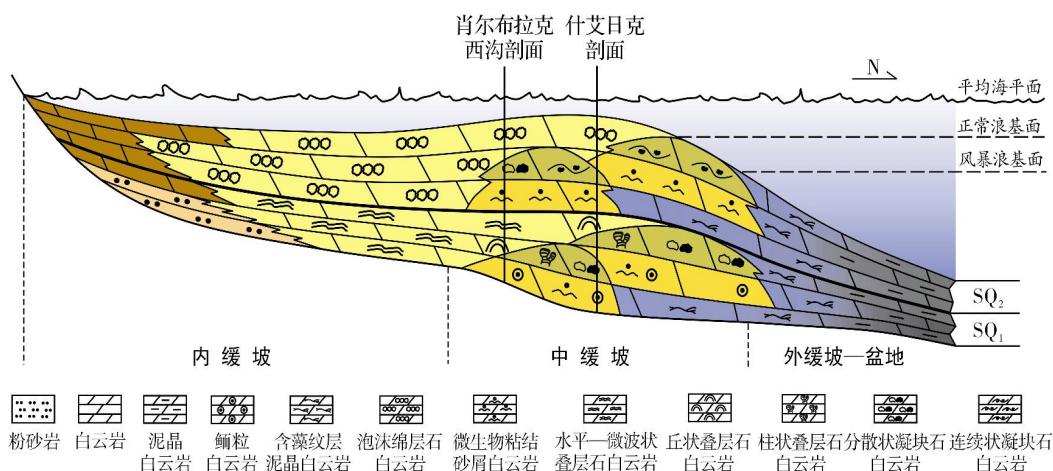 肖尔布拉克
西沟剖面
什艾日克
剖面
N
平均海平面
正常浪基面
风暴浪基面
SQ₂
SQ₁
内缓坡
中缓坡
外缓坡—盆地
粉砂岩
白云岩
泥晶
白云岩
鲕粒
白云岩
含藻纹层
泥晶白云岩
泡沫绵层石
白云岩
微生物粘结
砂屑白云岩
水平—微波状
叠层石白云岩
丘状叠层石
白云岩
柱状叠层石
白云岩
分散状凝块石
白云岩
连续状凝块石
白云岩